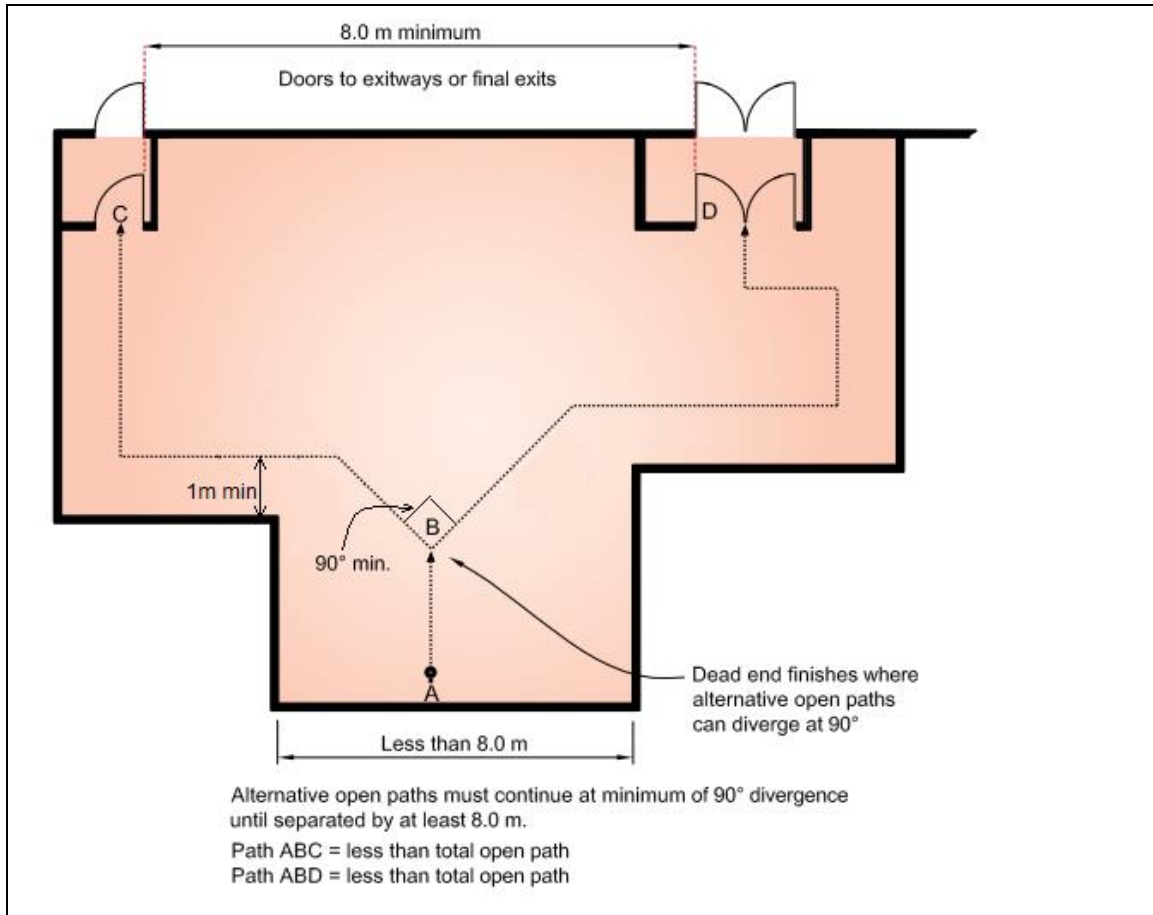 8.0 m minimum
Doors to exitways or final exits
C
D
1m min
B
90° min.
A
Dead end finishes where
alternative open paths
can diverge at 90°
Less than 8.0 m
Alternative open paths must continue at minimum of 90° divergence
until separated by at least 8.0 m.
Path ABC = less than total open path
Path ABD = less than total open path